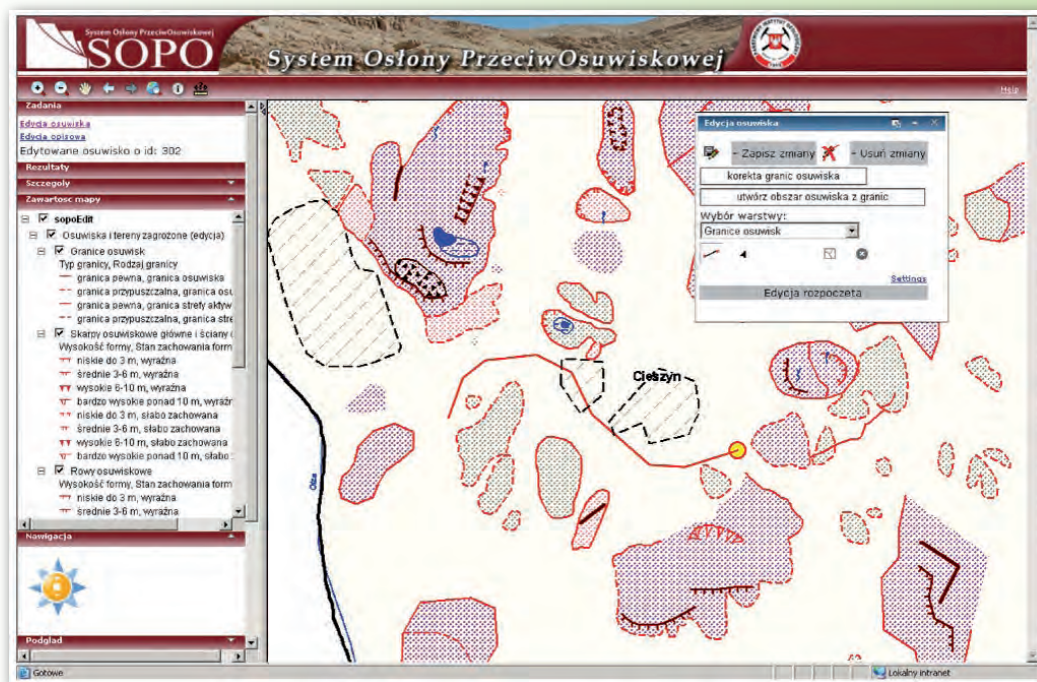 System Osłony PrzeciwOsuwiskowej
SOPO
System Osłony PrzeciwOsuwiskowej
Help
Zadania
Edycja osuwiska
Edycja opisowa
Edytowane osuwisko o id: 302
Rezultaty
Szczegoly
Zawartosc mapy
sopoEdit
Osuwiska i tereny zagrożone (edycja)
Granice osuwisk
Typ granicy, Rodzaj granicy
granica pewna, granica osuwiska
granica przypuszczalna, granica osu
granica pewna, granica strefy aktyw
granica przypuszczalna, granica stre
Skarpy osuwiskowe główne i ściany
Wysokość formy, Stan zachowania form
niskie do 3 m, wyraźna
średnie 3-6 m, wyraźna
wysokie 6-10 m, wyraźna
bardzo wysokie ponad 10 m, wyraźn
niskie do 3 m, słabo zachowana
średnie 3-6 m, słabo zachowana
wysokie 6-10 m, słabo zachowana
bardzo wysokie ponad 10 m, słabo
Rowy osuwiskowe
Wysokość formy, Stan zachowania form
niskie do 3 m, wyraźna
średnie 3-6 m, wyraźna
Nawigacja
Podglad
Olza
Cieszyn
Edycja osuwiska
- Zapisz zmiany
- Usuń zmiany
korekta granic osuwiska
utwórz obszar osuwiska z granic
Wybór warstwy:
Granice osuwisk
Settings
Edycja rozpoczeta
Gotowe
Lokalny intranet